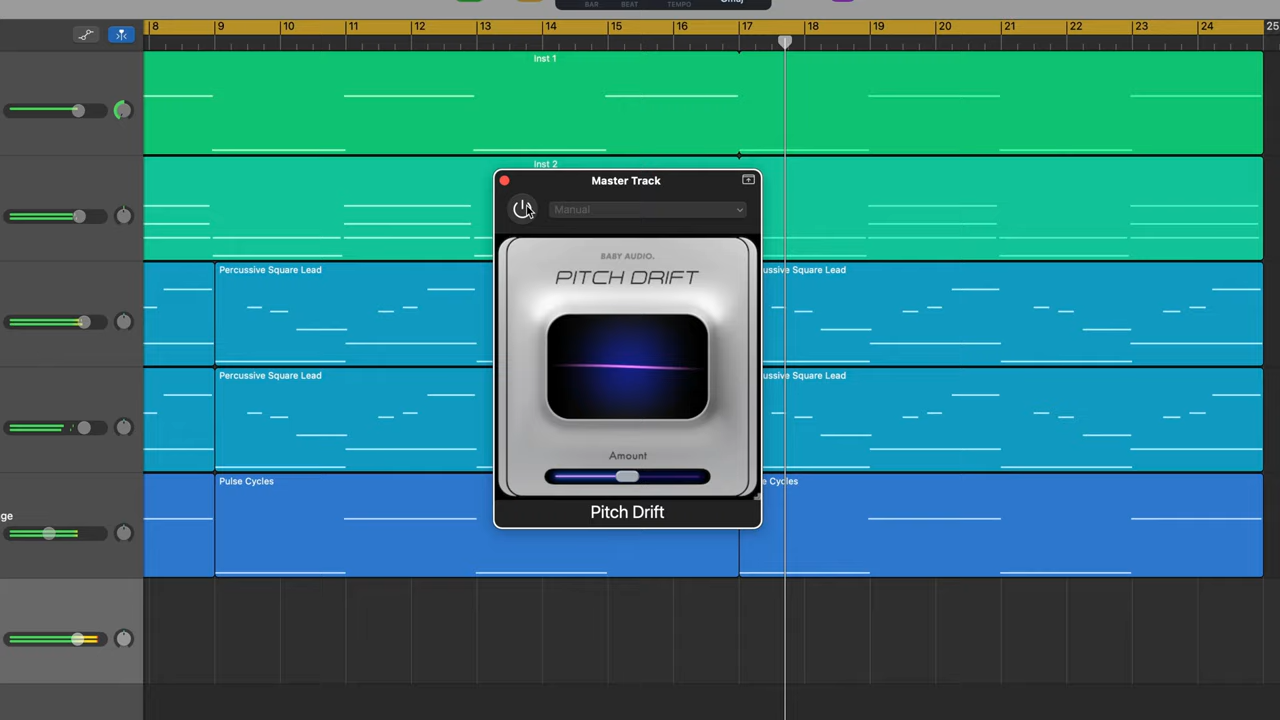 BAR BEAT TEMPO Cmaj
8 9 10 11 12 13 14 15 16 17 18 19 20 21 22 23 24 25
Inst 1
Inst 2
Master Track
Manual
BABY AUDIO.
PITCH DRIFT
Percussive Square Lead
ussive Square Lead
Percussive Square Lead
ussive Square Lead
Amount
Pulse Cycles
e Cycles
Pitch Drift
ge